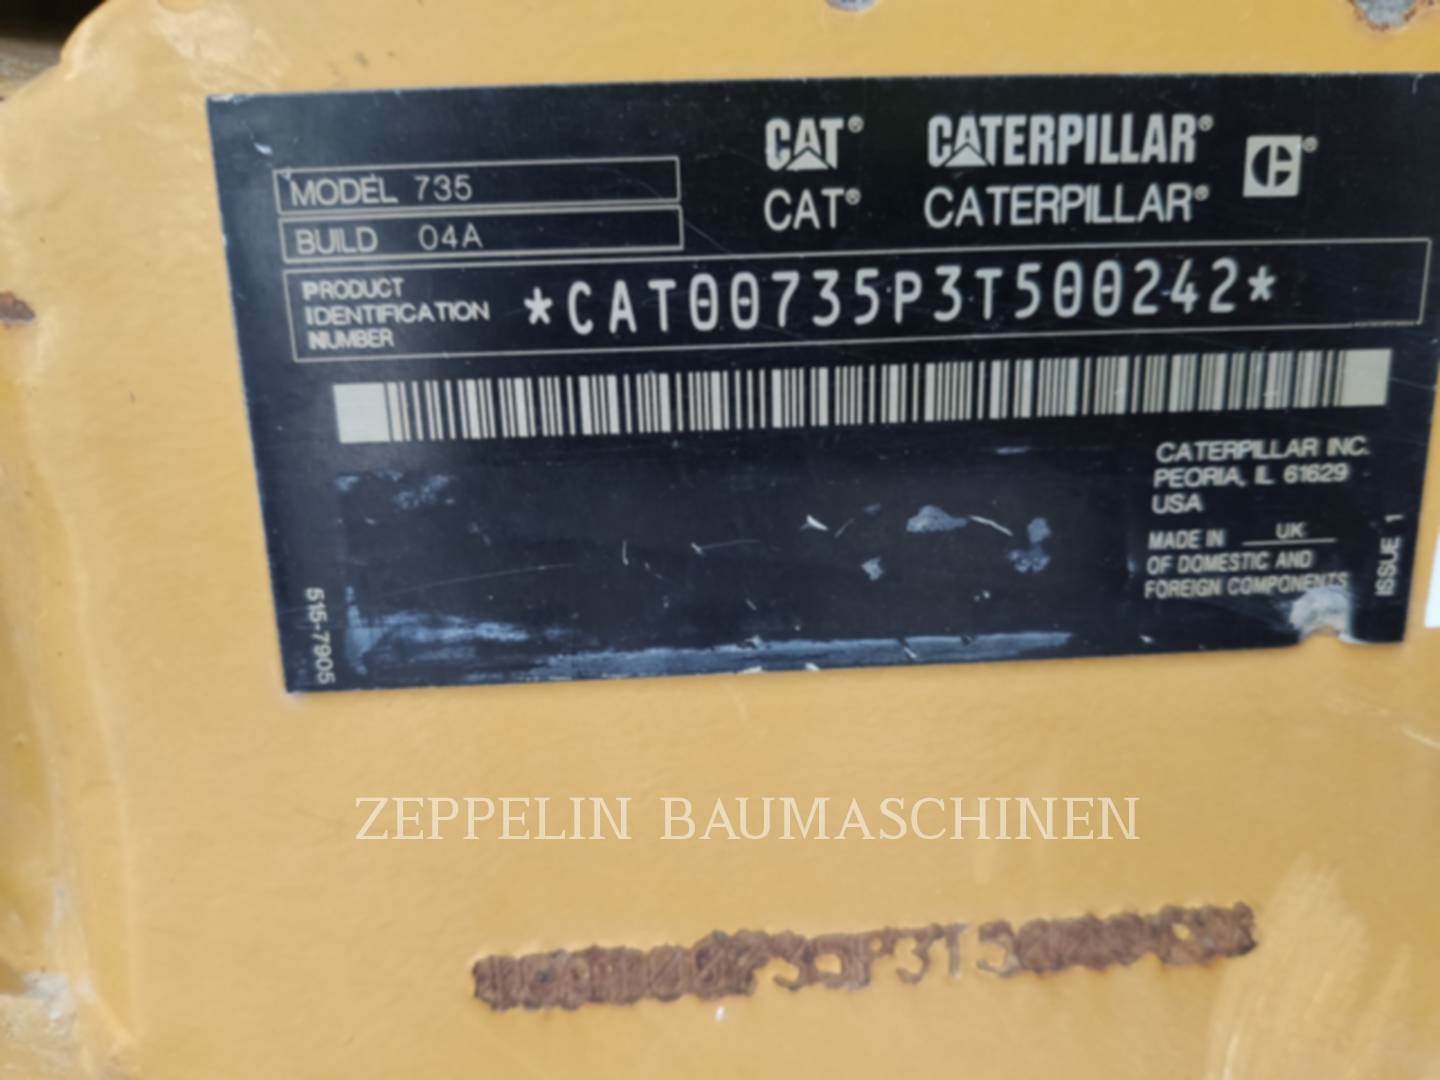 CAT® CATERPILLAR®
CAT® CATERPILLAR®
MODEL 735
BUILD 04A
PRODUCT
IDENTIFICATION
NUMBER
*CAT00735P3T500242*
CATERPILLAR INC.
PEORIA, IL 61629
USA
MADE IN UK
OF DOMESTIC AND
FOREIGN COMPONENTS
ISSUE 1
515-7905
ZEPPELIN BAUMASCHINEN